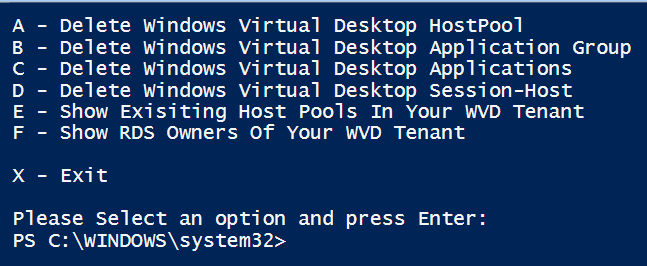 A - Delete Windows Virtual Desktop HostPool
B - Delete Windows Virtual Desktop Application Group
C - Delete Windows Virtual Desktop Applications
D - Delete Windows Virtual Desktop Session-Host
E - Show Exisiting Host Pools In Your WVD Tenant
F - Show RDS Owners Of Your WVD Tenant
X - Exit
Please Select an option and press Enter:
PS C:\WINDOWS\system32>